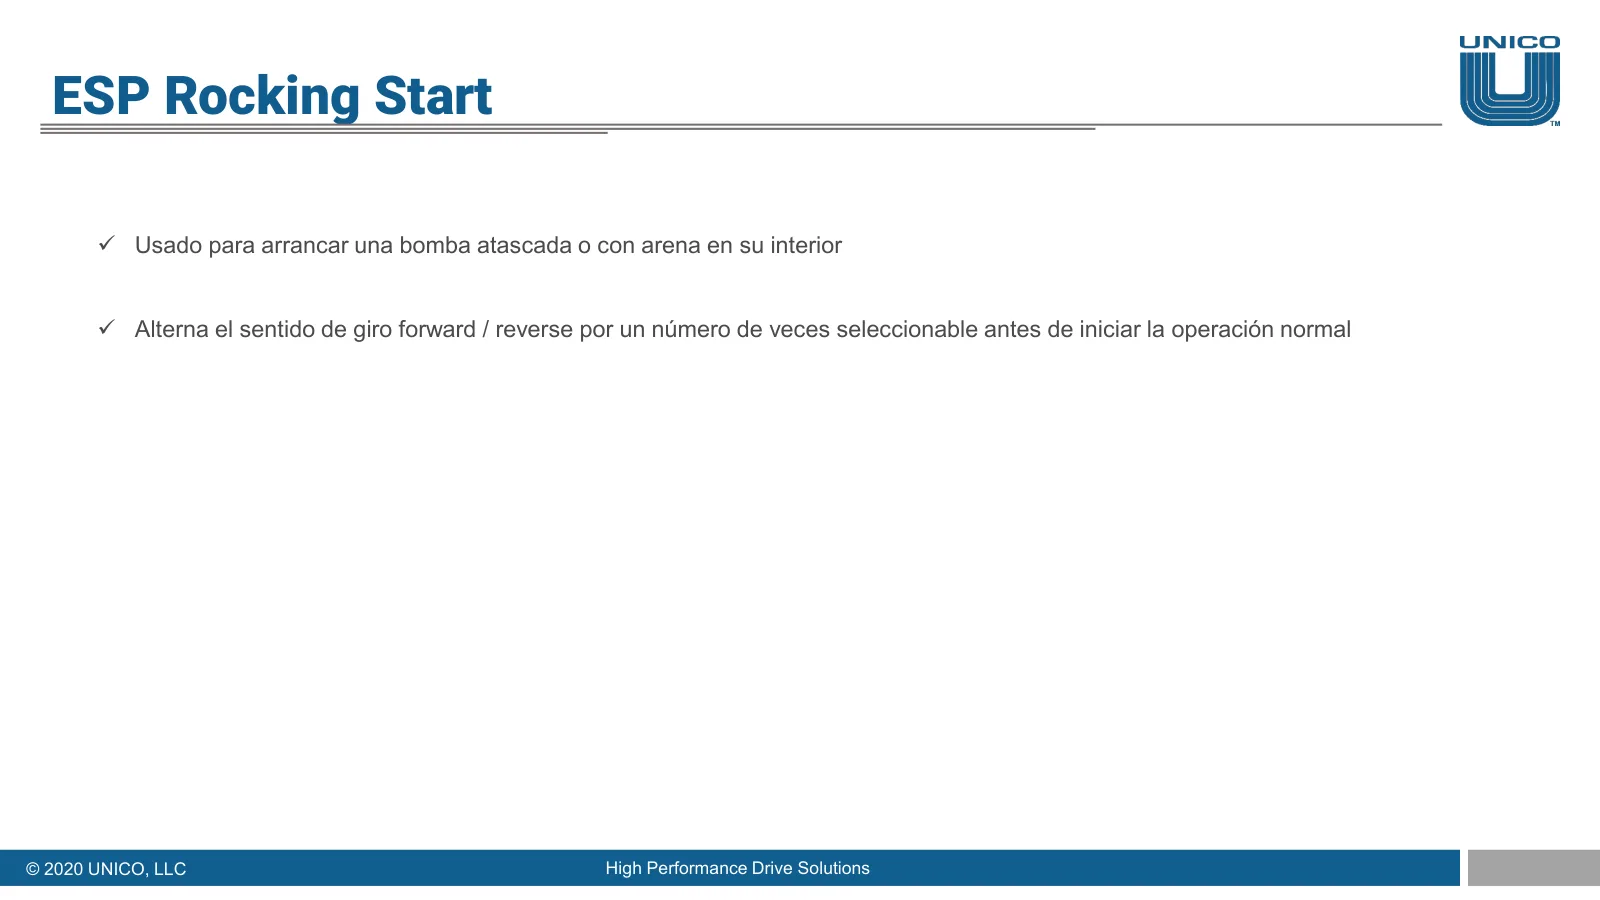 UNICO
ESP Rocking Start
TM
✓ Usado para arrancar una bomba atascada o con arena en su interior
✓ Alterna el sentido de giro forward / reverse por un número de veces seleccionable antes de iniciar la operación normal
© 2020 UNICO, LLC
High Performance Drive Solutions